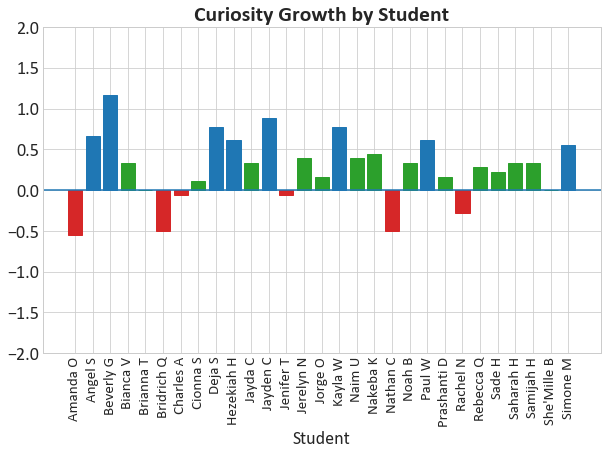 Curiosity Growth by Student
2.0
1.5
1.0
0.5
0.0
−0.5
−1.0
−1.5
−2.0
Amanda O
Angel S
Beverly G
Bianca V
Brianna T
Bridrich Q
Charles A
Cionna S
Deja S
Hezekiah H
Jayda C
Jayden C
Jenifer T
Jerelyn N
Jorge O
Kayla W
Naim U
Nakeba K
Nathan C
Noah B
Paul W
Prashanti D
Rachel N
Rebecca Q
Sade H
Saharah H
Samijah H
She'Mille B
Simone M
Student